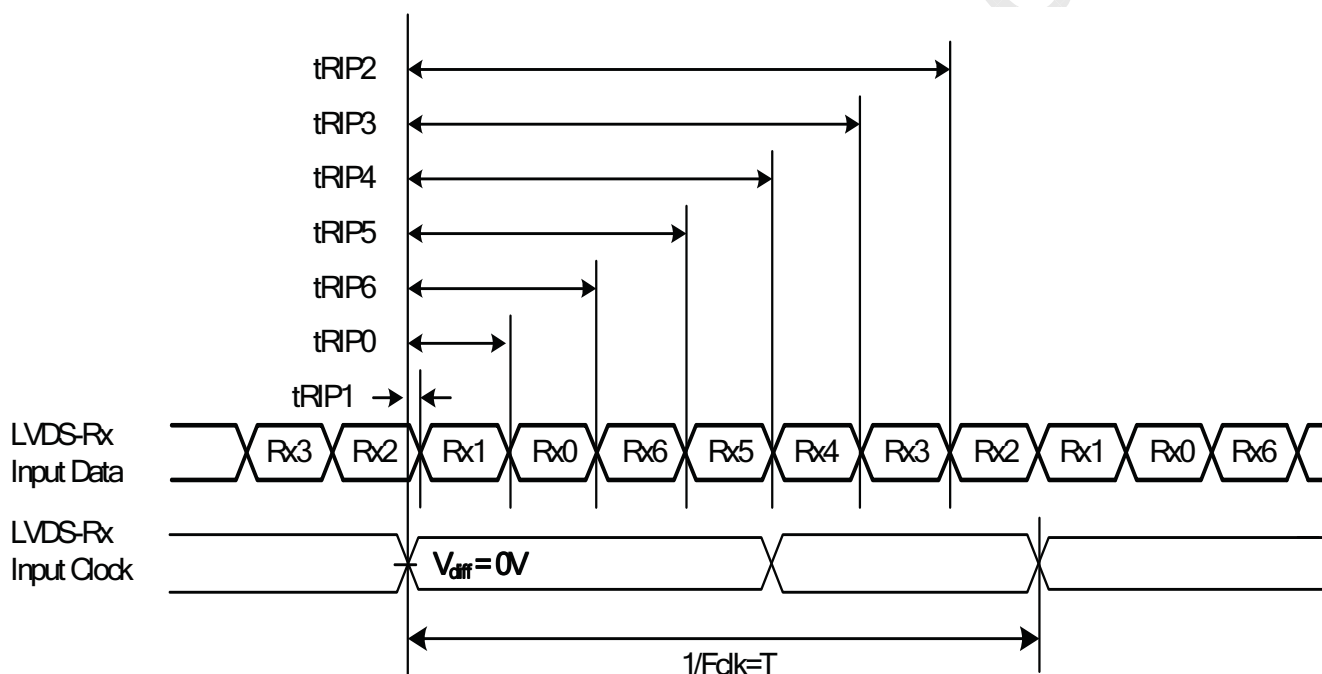 tRIP2
tRIP3
tRIP4
tRIP5
tRIP6
tRIP0
tRIP1
LVDS-Rx
Input Data
Rx3 Rx2 Rx1 Rx0 Rx6 Rx5 Rx4 Rx3 Rx2 Rx1 Rx0 Rx6
LVDS-Rx
Input Clock
Vdiff = 0V
1/Fclk=T